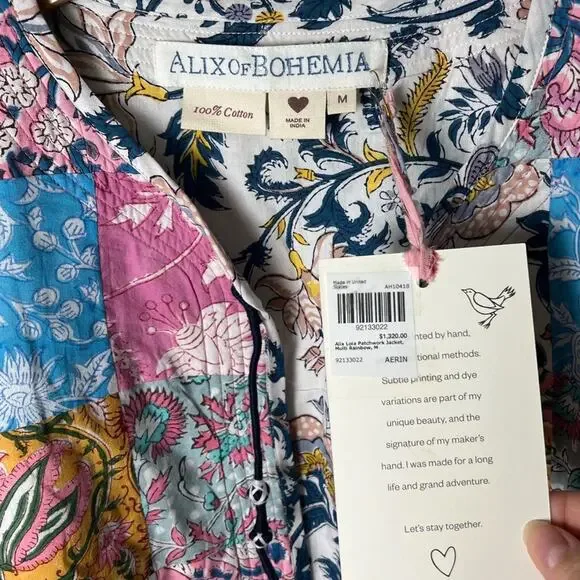 ALIX OF BOHEMIA
100% Cotton
MADE IN
INDIA
M
Made in United
States
AH10418
92133022
$1,320.00
Alix Lola Patchwork Jacket,
Multi Rainbow, M
92133022 AERIN
by hand,
methods.
Subtle printing and dye
variations are part of my
unique beauty, and the
signature of my maker's
hand. I was made for a long
life and grand adventure.
Let's stay together.